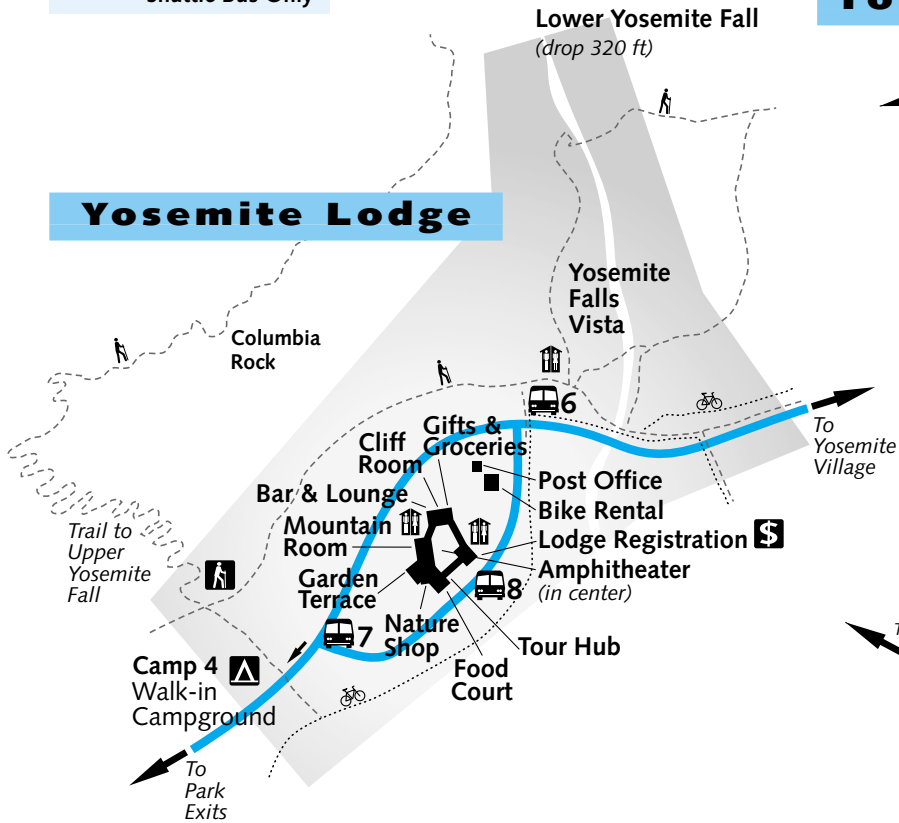 Shuttle Bus Only
Lower Yosemite Fall
(drop 320 ft)
Yosemite Lodge
Yosemite
Falls
Vista
Columbia
Rock
6
To
Yosemite
Village
Gifts &
Groceries
Cliff
Room
Bar & Lounge
Mountain
Room
Garden
Terrace
Post Office
Bike Rental
Lodge Registration $
Amphitheater
(in center)
8
7
Nature
Shop
Tour Hub
Food
Court
Trail to
Upper
Yosemite
Fall
Camp 4
Walk-in
Campground
To
Park
Exits